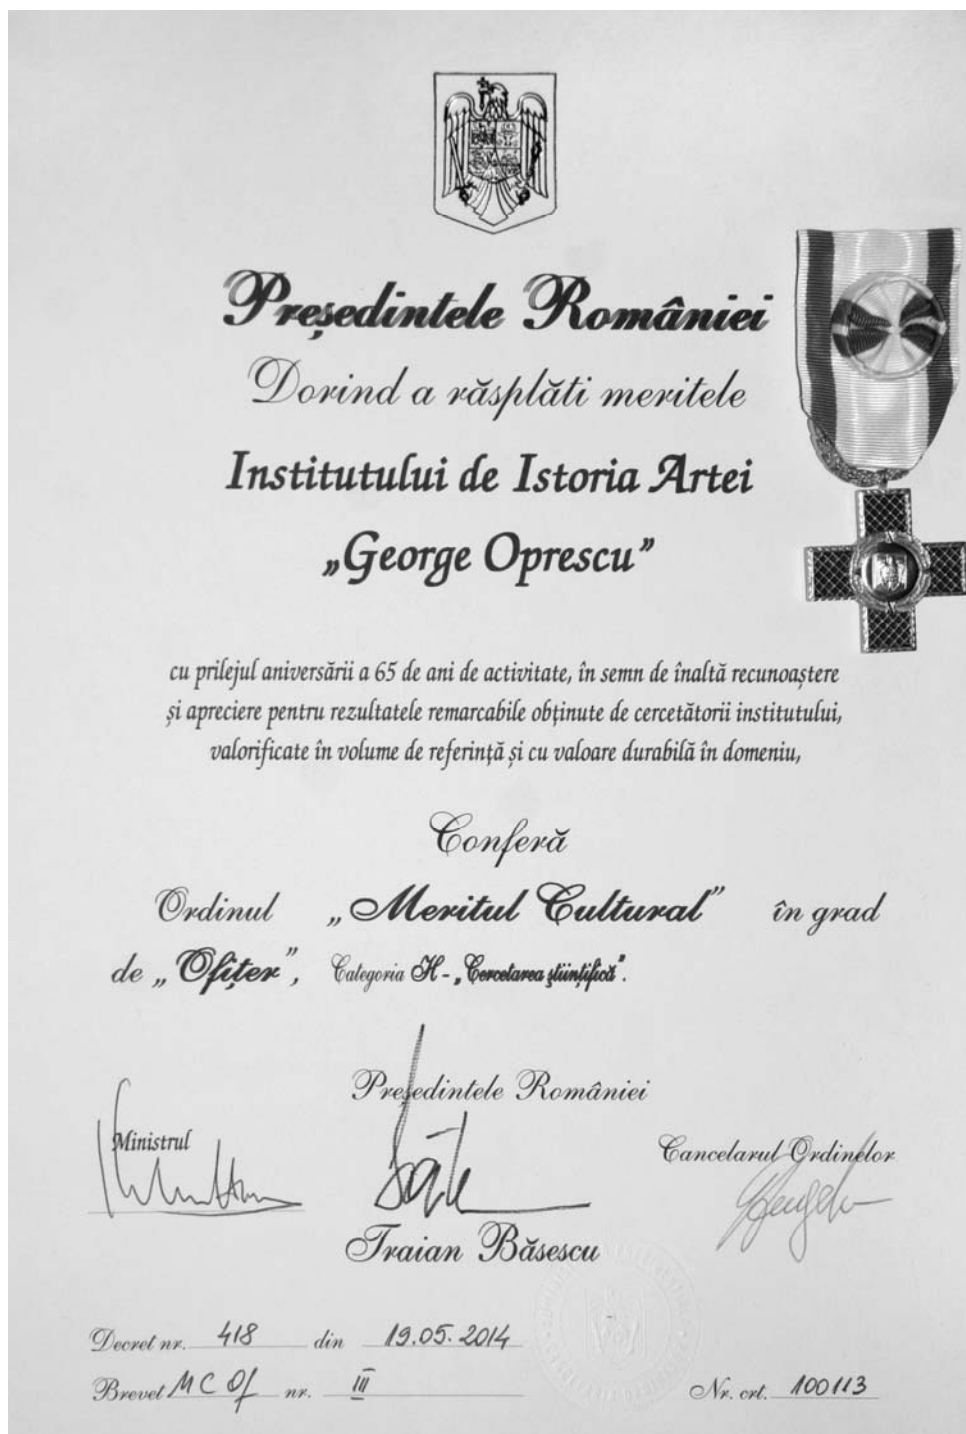 Președintele României
Dorind a răsplăti meritele
Institutului de Istoria Artei
„George Oprescu”
cu prilejul aniversării a 65 de ani de activitate, în semn de înaltă recunoaștere
și apreciere pentru rezultatele remarcabile obținute de cercetătorii institutului,
valorificate în volume de referință și cu valoare durabilă în domeniu,
Conferă
Ordinul „Meritul Cultural” în grad
de „Ofițer”, Categoria H - „Cercetarea științifică”.
Președintele României
Ministrul
Cancelarul Ordinelor
Traian Băsescu
Decret nr. 418 din 19.05.2014
Brevet MC Of nr. III
Nr. crt. 100113